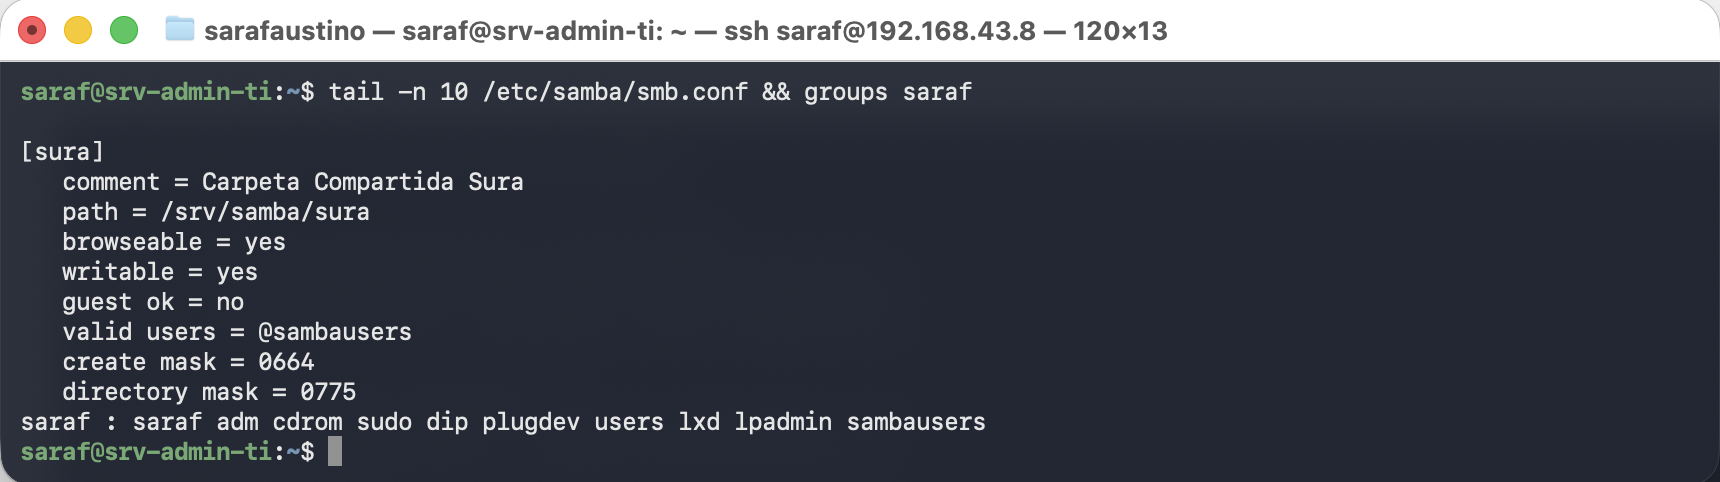 sarafaustino — saraf@srv-admin-ti: ~ — ssh saraf@192.168.43.8 — 120×13
saraf@srv-admin-ti:~$ tail -n 10 /etc/samba/smb.conf && groups saraf
[sura]
   comment = Carpeta Compartida Sura
   path = /srv/samba/sura
   browseable = yes
   writable = yes
   guest ok = no
   valid users = @sambausers
   create mask = 0664
   directory mask = 0775
saraf : saraf adm cdrom sudo dip plugdev users lxd lpadmin sambausers
saraf@srv-admin-ti:~$